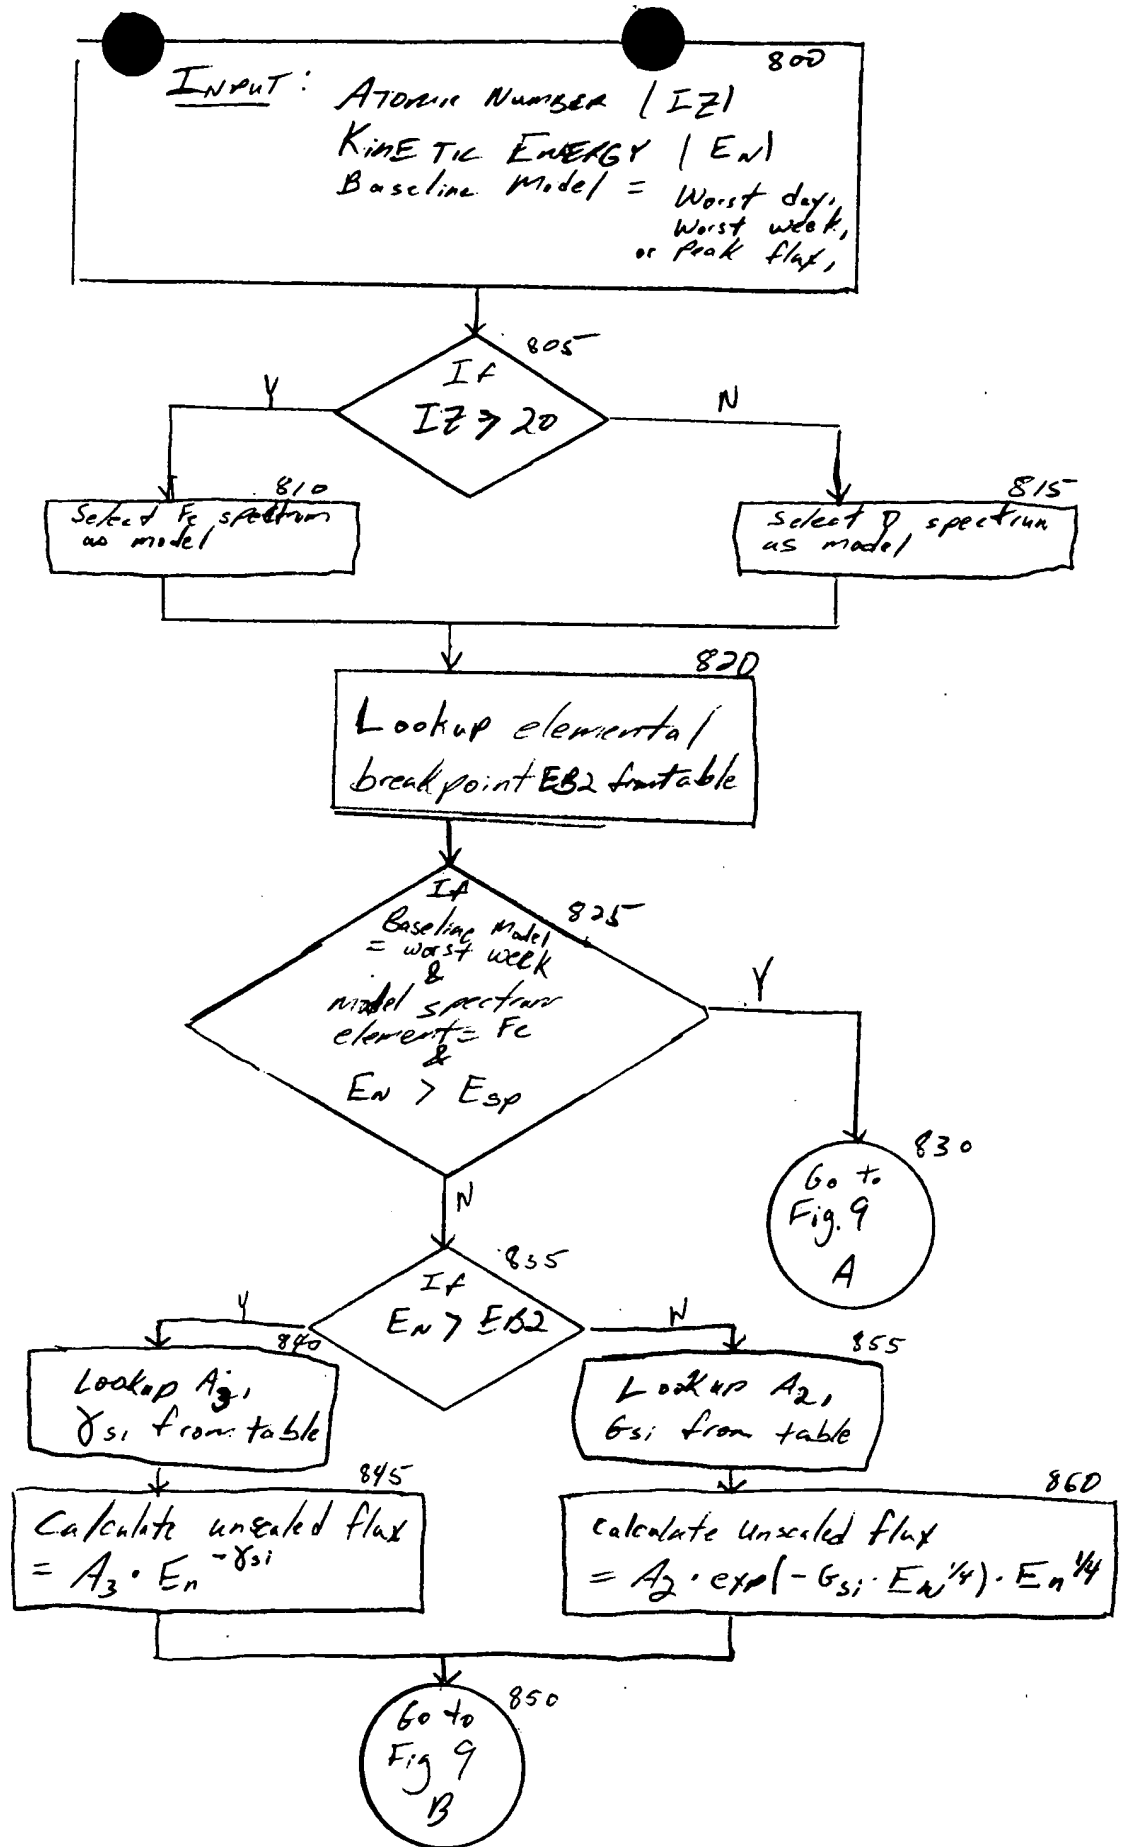 800
INPUT: ATOMIC NUMBER (IZ)
KINETIC ENERGY (EN)
Baseline Model = Worst day,
Worst week,
or Peak flux,
805
If
IZ > 20
Y
N
810
Select Fe spectrum
as model
815
select O spectrum
as model
820
Lookup elemental
breakpoint EB2 from table
825
If
Baseline Model
= worst week
&
model spectrum
element = Fe
&
EN > Esp
Y
N
830
Go to
Fig. 9
A
835
If
EN > EB2
Y
N
840
Lookup A3,
γsi from table
855
Lookup A2,
Gsi from table
845
Calculate unscaled flux
= A3 · En^-γsi
860
calculate unscaled flux
= A2 · exp(-Gsi · EN^1/4) · En^1/4
850
Go to
Fig 9
B